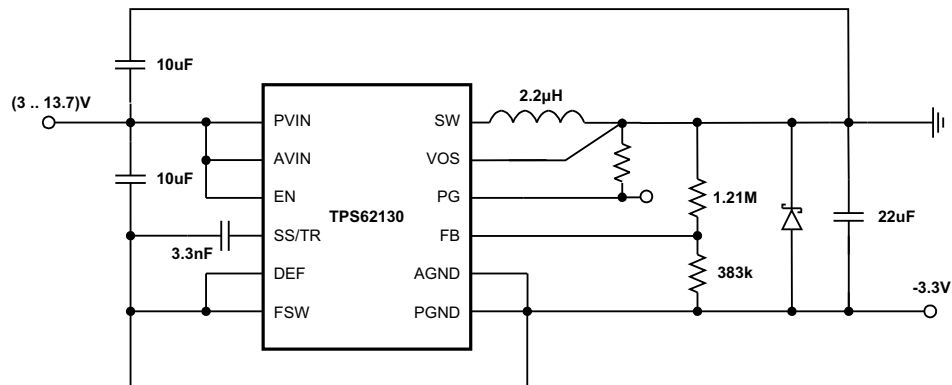 10uF
(3 .. 13.7)V
10uF
3.3nF
PVIN
AVIN
EN
SS/TR
DEF
FSW
TPS62130
SW
VOS
PG
FB
AGND
PGND
2.2µH
1.21M
383k
22uF
-3.3V